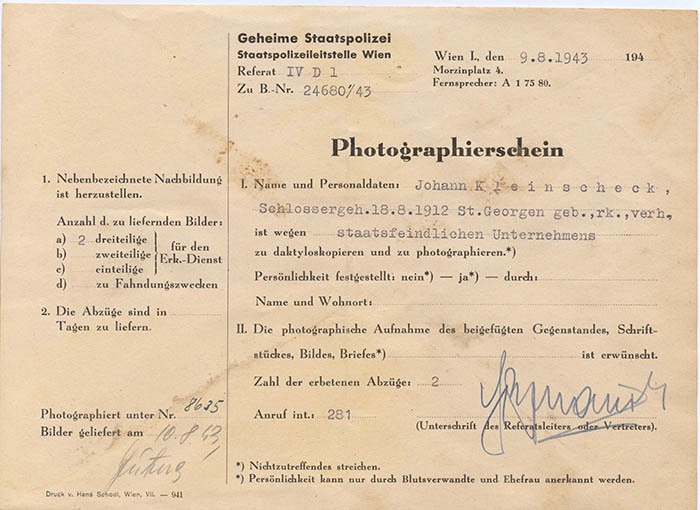 Geheime Staatspolizei
Staatspolizeileitstelle Wien
Referat IV D 1
Zu B.-Nr. 24680/43
Wien I., den 9.8.1943 194
Morzinplatz 4.
Fernsprecher: A 1 75 80.
Photographierschein
1. Nebenbezeichnete Nachbildung
ist herzustellen.
Anzahl d. zu liefernden Bilder:
a) 2 dreiteilige
b) zweiteilige
c) einteilige
für den
Erk.-Dienst
d) zu Fahndungszwecken
2. Die Abzüge sind in
Tagen zu liefern.
Photographiert unter Nr. 8635
Bilder geliefert am 10.8.43
Druck v. Hans Schodl, Wien, VII. — 941
I. Name und Personaldaten: Johann K l e i n s c h e c k ,
Schlossergeh.18.8.1912 St.Georgen geb.,rk.,verh,
ist wegen staatsfeindlichen Unternehmens
zu daktyloskopieren und zu photographieren.*)
Persönlichkeit festgestellt: nein*) — ja*) — durch:
Name und Wohnort:
II. Die photographische Aufnahme des beigefügten Gegenstandes, Schrift-
stückes, Bildes, Briefes*) ist erwünscht.
Zahl der erbetenen Abzüge: 2
Anruf int.: 281
(Unterschrift des Referatsleiters oder Vertreters).
*) Nichtzutreffendes streichen.
*) Persönlichkeit kann nur durch Blutsverwandte und Ehefrau anerkannt werden.